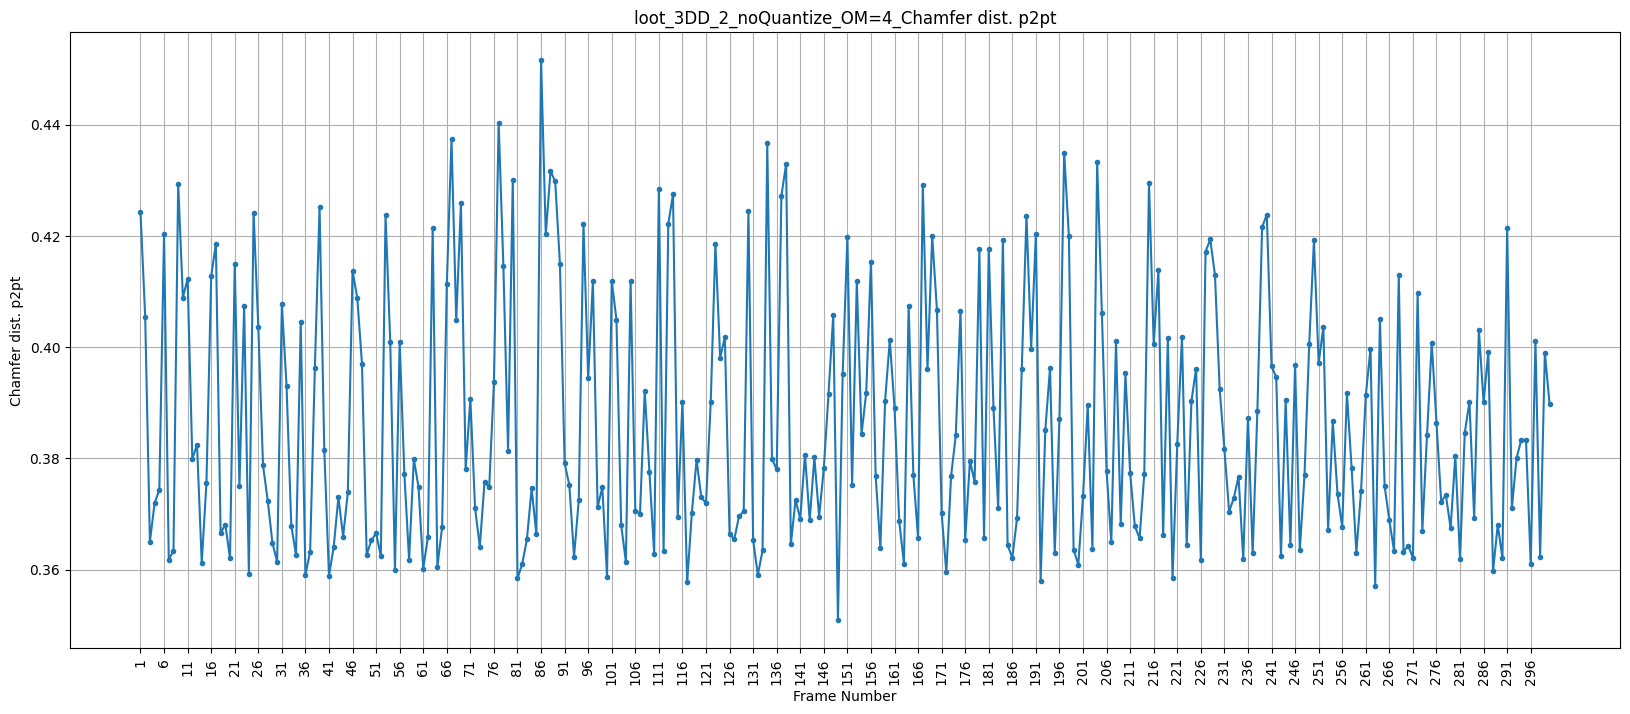 loot_3DD_2_noQuantize_OM=4_Chamfer dist. p2pt
Chamfer dist. p2pt
0.44
0.42
0.40
0.38
0.36
1 6 11 16 21 26 31 36 41 46 51 56 61 66 71 76 81 86 91 96 101 106 111 116 121 126 131 136 141 146 151 156 161 166 171 176 181 186 191 196 201 206 211 216 221 226 231 236 241 246 251 256 261 266 271 276 281 286 291 296
Frame Number